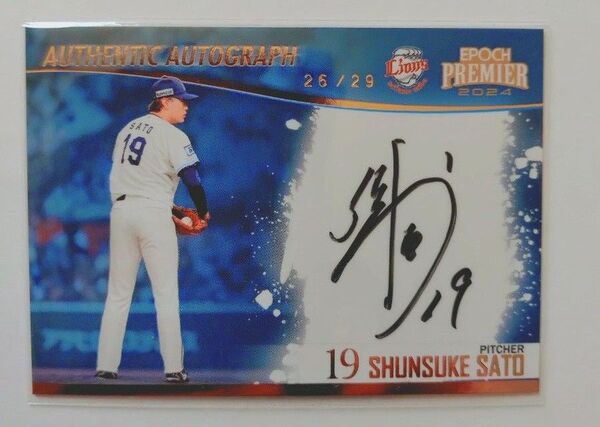 AUTHENTIC AUTOGRAPH
26/29
Lions
EPOCH
PREMIER
2024
SATO
19
19
PITCHER
19 SHUNSUKE SATO